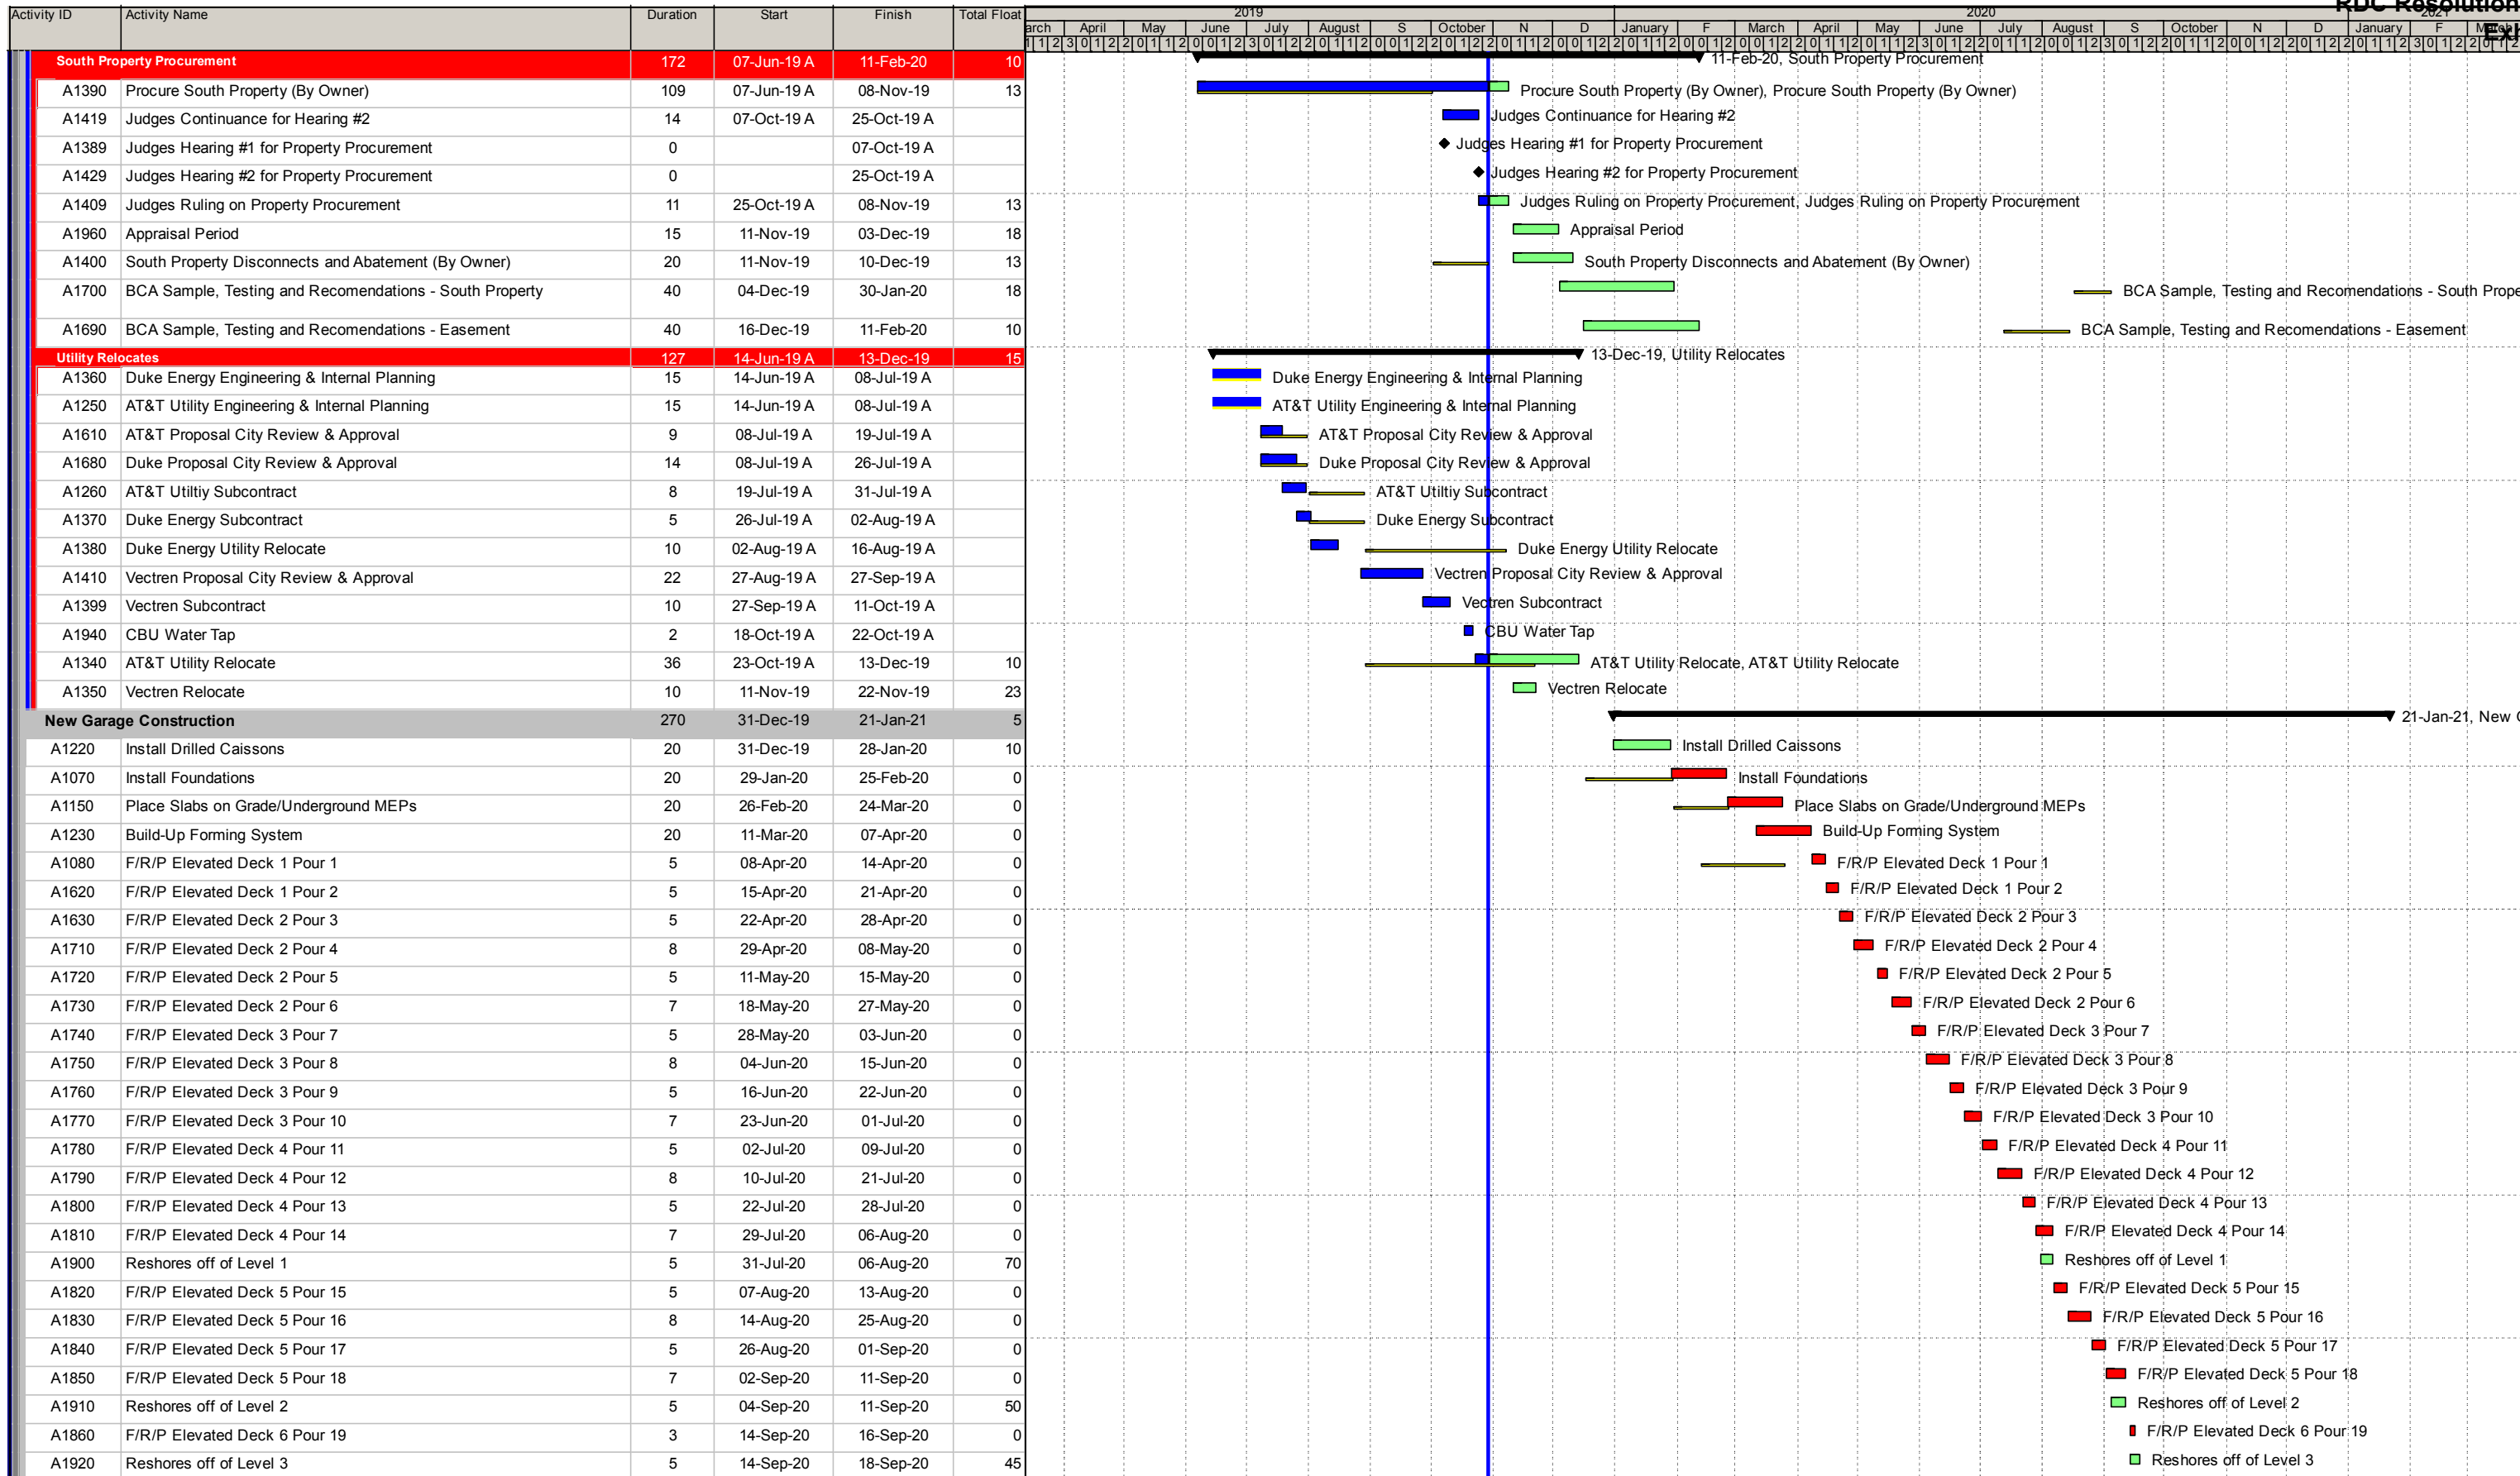 RDC Resolution
Activity ID Activity Name Duration Start Finish Total Float 2019 2020 2021
arch April May June July August S October N D January F March April May June July August S October N D January F March
South Property Procurement 172 07-Jun-19 A 11-Feb-20 10 11-Feb-20, South Property Procurement
A1390 Procure South Property (By Owner) 109 07-Jun-19 A 08-Nov-19 13 Procure South Property (By Owner), Procure South Property (By Owner)
A1419 Judges Continuance for Hearing #2 14 07-Oct-19 A 25-Oct-19 A Judges Continuance for Hearing #2
A1389 Judges Hearing #1 for Property Procurement 0 07-Oct-19 A Judges Hearing #1 for Property Procurement
A1429 Judges Hearing #2 for Property Procurement 0 25-Oct-19 A Judges Hearing #2 for Property Procurement
A1409 Judges Ruling on Property Procurement 11 25-Oct-19 A 08-Nov-19 13 Judges Ruling on Property Procurement, Judges Ruling on Property Procurement
A1960 Appraisal Period 15 11-Nov-19 03-Dec-19 18 Appraisal Period
A1400 South Property Disconnects and Abatement (By Owner) 20 11-Nov-19 10-Dec-19 13 South Property Disconnects and Abatement (By Owner)
A1700 BCA Sample, Testing and Recomendations - South Property 40 04-Dec-19 30-Jan-20 18 BCA Sample, Testing and Recomendations - South Prope
A1690 BCA Sample, Testing and Recomendations - Easement 40 16-Dec-19 11-Feb-20 10 BCA Sample, Testing and Recomendations - Easement
Utility Relocates 127 14-Jun-19 A 13-Dec-19 15 13-Dec-19, Utility Relocates
A1360 Duke Energy Engineering & Internal Planning 15 14-Jun-19 A 08-Jul-19 A Duke Energy Engineering & Internal Planning
A1250 AT&T Utility Engineering & Internal Planning 15 14-Jun-19 A 08-Jul-19 A AT&T Utility Engineering & Internal Planning
A1610 AT&T Proposal City Review & Approval 9 08-Jul-19 A 19-Jul-19 A AT&T Proposal City Review & Approval
A1680 Duke Proposal City Review & Approval 14 08-Jul-19 A 26-Jul-19 A Duke Proposal City Review & Approval
A1260 AT&T Utiltiy Subcontract 8 19-Jul-19 A 31-Jul-19 A AT&T Utiltiy Subcontract
A1370 Duke Energy Subcontract 5 26-Jul-19 A 02-Aug-19 A Duke Energy Subcontract
A1380 Duke Energy Utility Relocate 10 02-Aug-19 A 16-Aug-19 A Duke Energy Utility Relocate
A1410 Vectren Proposal City Review & Approval 22 27-Aug-19 A 27-Sep-19 A Vectren Proposal City Review & Approval
A1399 Vectren Subcontract 10 27-Sep-19 A 11-Oct-19 A Vectren Subcontract
A1940 CBU Water Tap 2 18-Oct-19 A 22-Oct-19 A CBU Water Tap
A1340 AT&T Utility Relocate 36 23-Oct-19 A 13-Dec-19 10 AT&T Utility Relocate, AT&T Utility Relocate
A1350 Vectren Relocate 10 11-Nov-19 22-Nov-19 23 Vectren Relocate
New Garage Construction 270 31-Dec-19 21-Jan-21 5 21-Jan-21, New
A1220 Install Drilled Caissons 20 31-Dec-19 28-Jan-20 10 Install Drilled Caissons
A1070 Install Foundations 20 29-Jan-20 25-Feb-20 0 Install Foundations
A1150 Place Slabs on Grade/Underground MEPs 20 26-Feb-20 24-Mar-20 0 Place Slabs on Grade/Underground MEPs
A1230 Build-Up Forming System 20 11-Mar-20 07-Apr-20 0 Build-Up Forming System
A1080 F/R/P Elevated Deck 1 Pour 1 5 08-Apr-20 14-Apr-20 0 F/R/P Elevated Deck 1 Pour 1
A1620 F/R/P Elevated Deck 1 Pour 2 5 15-Apr-20 21-Apr-20 0 F/R/P Elevated Deck 1 Pour 2
A1630 F/R/P Elevated Deck 2 Pour 3 5 22-Apr-20 28-Apr-20 0 F/R/P Elevated Deck 2 Pour 3
A1710 F/R/P Elevated Deck 2 Pour 4 8 29-Apr-20 08-May-20 0 F/R/P Elevated Deck 2 Pour 4
A1720 F/R/P Elevated Deck 2 Pour 5 5 11-May-20 15-May-20 0 F/R/P Elevated Deck 2 Pour 5
A1730 F/R/P Elevated Deck 2 Pour 6 7 18-May-20 27-May-20 0 F/R/P Elevated Deck 2 Pour 6
A1740 F/R/P Elevated Deck 3 Pour 7 5 28-May-20 03-Jun-20 0 F/R/P Elevated Deck 3 Pour 7
A1750 F/R/P Elevated Deck 3 Pour 8 8 04-Jun-20 15-Jun-20 0 F/R/P Elevated Deck 3 Pour 8
A1760 F/R/P Elevated Deck 3 Pour 9 5 16-Jun-20 22-Jun-20 0 F/R/P Elevated Deck 3 Pour 9
A1770 F/R/P Elevated Deck 3 Pour 10 7 23-Jun-20 01-Jul-20 0 F/R/P Elevated Deck 3 Pour 10
A1780 F/R/P Elevated Deck 4 Pour 11 5 02-Jul-20 09-Jul-20 0 F/R/P Elevated Deck 4 Pour 11
A1790 F/R/P Elevated Deck 4 Pour 12 8 10-Jul-20 21-Jul-20 0 F/R/P Elevated Deck 4 Pour 12
A1800 F/R/P Elevated Deck 4 Pour 13 5 22-Jul-20 28-Jul-20 0 F/R/P Elevated Deck 4 Pour 13
A1810 F/R/P Elevated Deck 4 Pour 14 7 29-Jul-20 06-Aug-20 0 F/R/P Elevated Deck 4 Pour 14
A1900 Reshores off of Level 1 5 31-Jul-20 06-Aug-20 70 Reshores off of Level 1
A1820 F/R/P Elevated Deck 5 Pour 15 5 07-Aug-20 13-Aug-20 0 F/R/P Elevated Deck 5 Pour 15
A1830 F/R/P Elevated Deck 5 Pour 16 8 14-Aug-20 25-Aug-20 0 F/R/P Elevated Deck 5 Pour 16
A1840 F/R/P Elevated Deck 5 Pour 17 5 26-Aug-20 01-Sep-20 0 F/R/P Elevated Deck 5 Pour 17
A1850 F/R/P Elevated Deck 5 Pour 18 7 02-Sep-20 11-Sep-20 0 F/R/P Elevated Deck 5 Pour 18
A1910 Reshores off of Level 2 5 04-Sep-20 11-Sep-20 50 Reshores off of Level 2
A1860 F/R/P Elevated Deck 6 Pour 19 3 14-Sep-20 16-Sep-20 0 F/R/P Elevated Deck 6 Pour 19
A1920 Reshores off of Level 3 5 14-Sep-20 18-Sep-20 45 Reshores off of Level 3